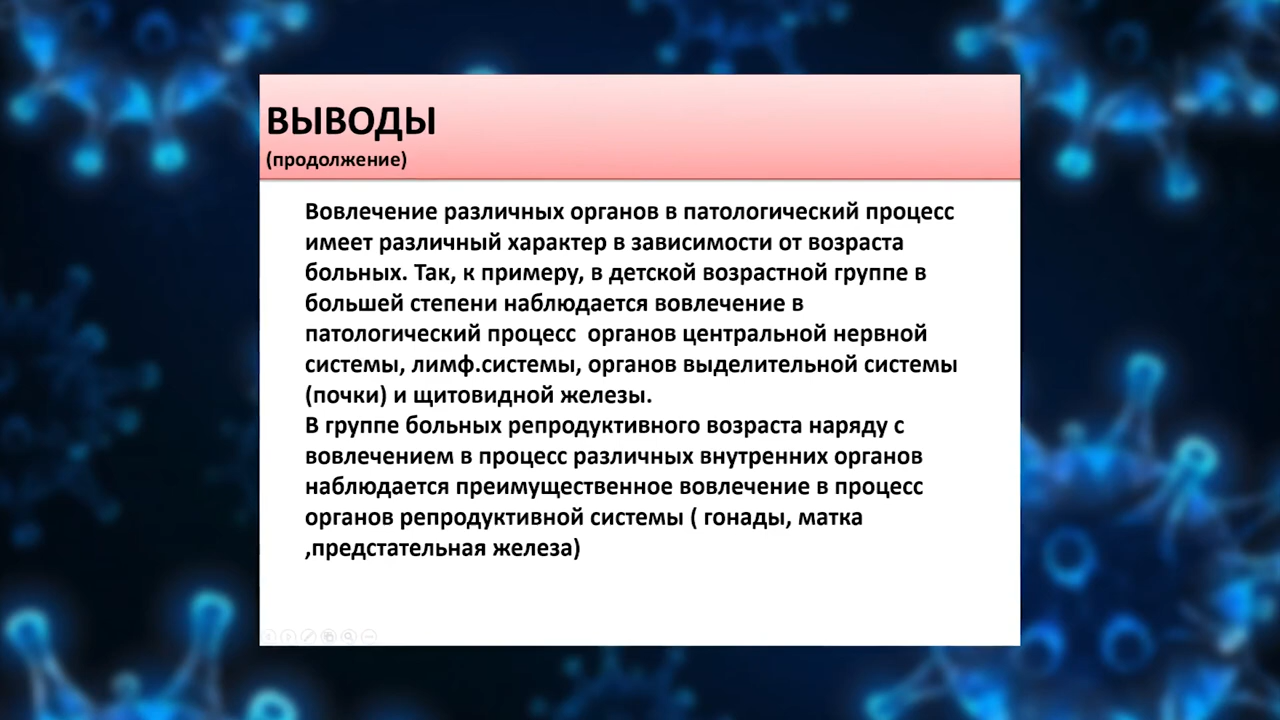 ВЫВОДЫ
(продолжение)
Вовлечение различных органов в патологический процесс
имеет различный характер в зависимости от возраста
больных. Так, к примеру, в детской возрастной группе в
большей степени наблюдается вовлечение в
патологический процесс  органов центральной нервной
системы, лимф.системы, органов выделительной системы
(почки) и щитовидной железы.
В группе больных репродуктивного возраста наряду с
вовлечением в процесс различных внутренних органов
наблюдается преимущественное вовлечение в процесс
органов репродуктивной системы ( гонады, матка
,предстательная железа)